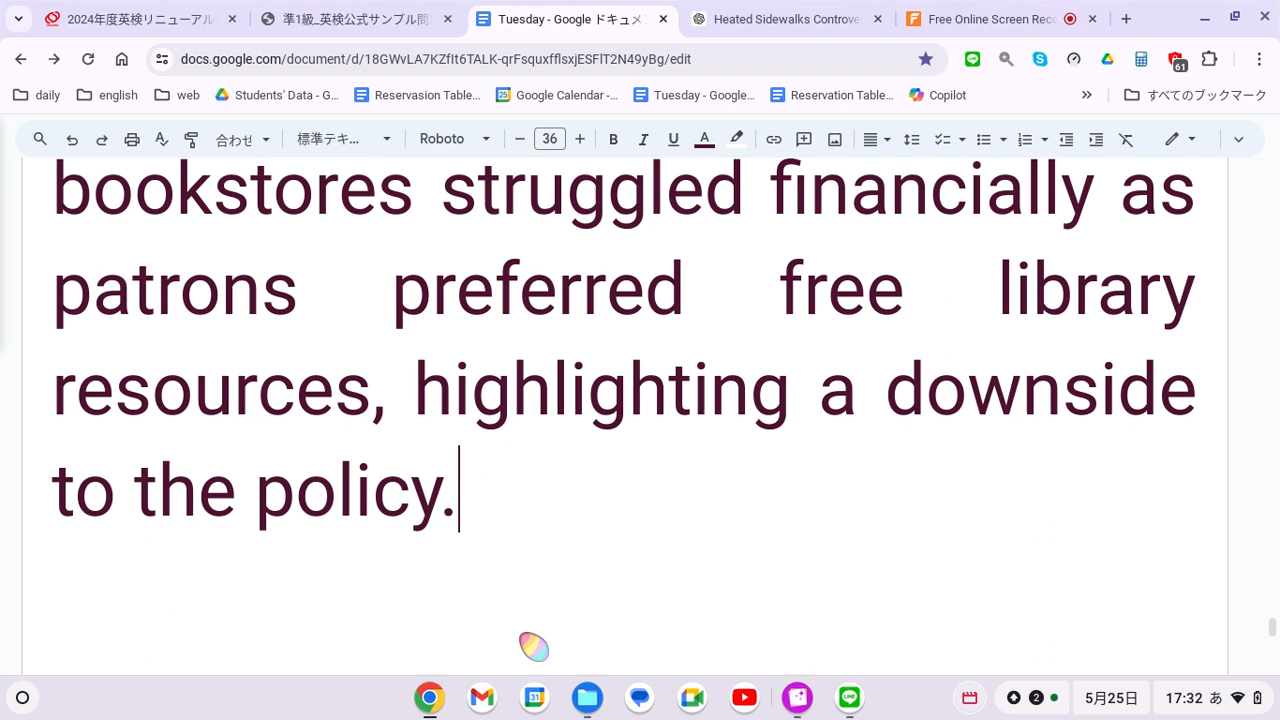 2024年度英検リニューアル
準1級_英検公式サンプル問
Tuesday - Google ドキュメン
Heated Sidewalks Controve
Free Online Screen Reco
docs.google.com/document/d/
61
daily
english
web
Students' Data - G...
Reservasion Table...
Google Calendar -...
Tuesday - Google...
Reservation Table...
Copilot
すべてのブックマーク
合わせ
標準テキ...
Roboto
36
bookstores struggled financially as
patrons preferred free library
resources, highlighting a downside
to the policy.
31
2
5月25日
17:32
あ